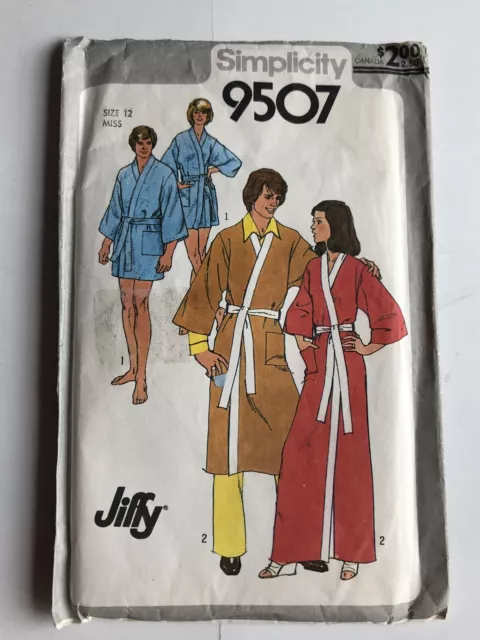 Simplicity
$2.00
CANADA 2.50
9507
SIZE 12
MISS
1
1
Jiffy®
2
2